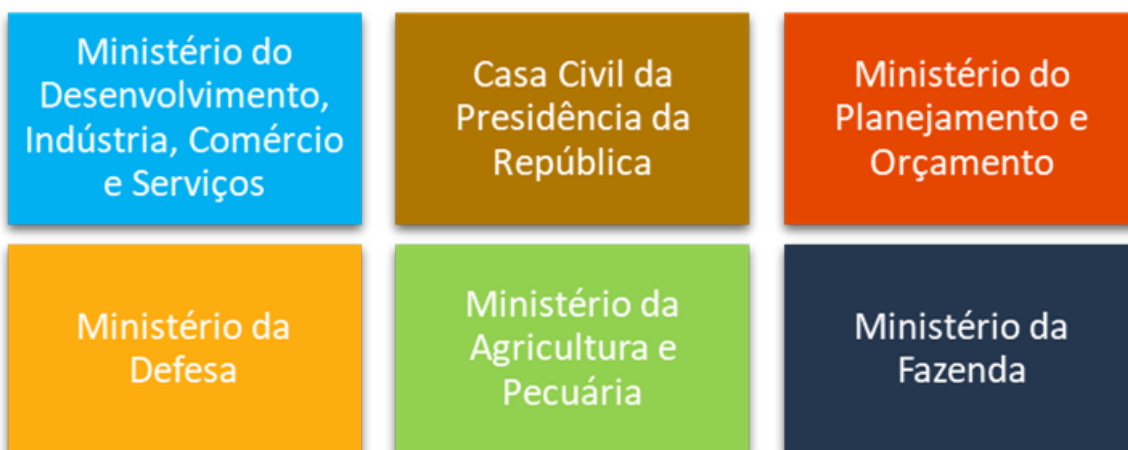 Ministério do
Desenvolvimento,
Indústria, Comércio
e Serviços
Casa Civil da
Presidência da
República
Ministério do
Planejamento e
Orçamento
Ministério da
Defesa
Ministério da
Agricultura e
Pecuária
Ministério da
Fazenda